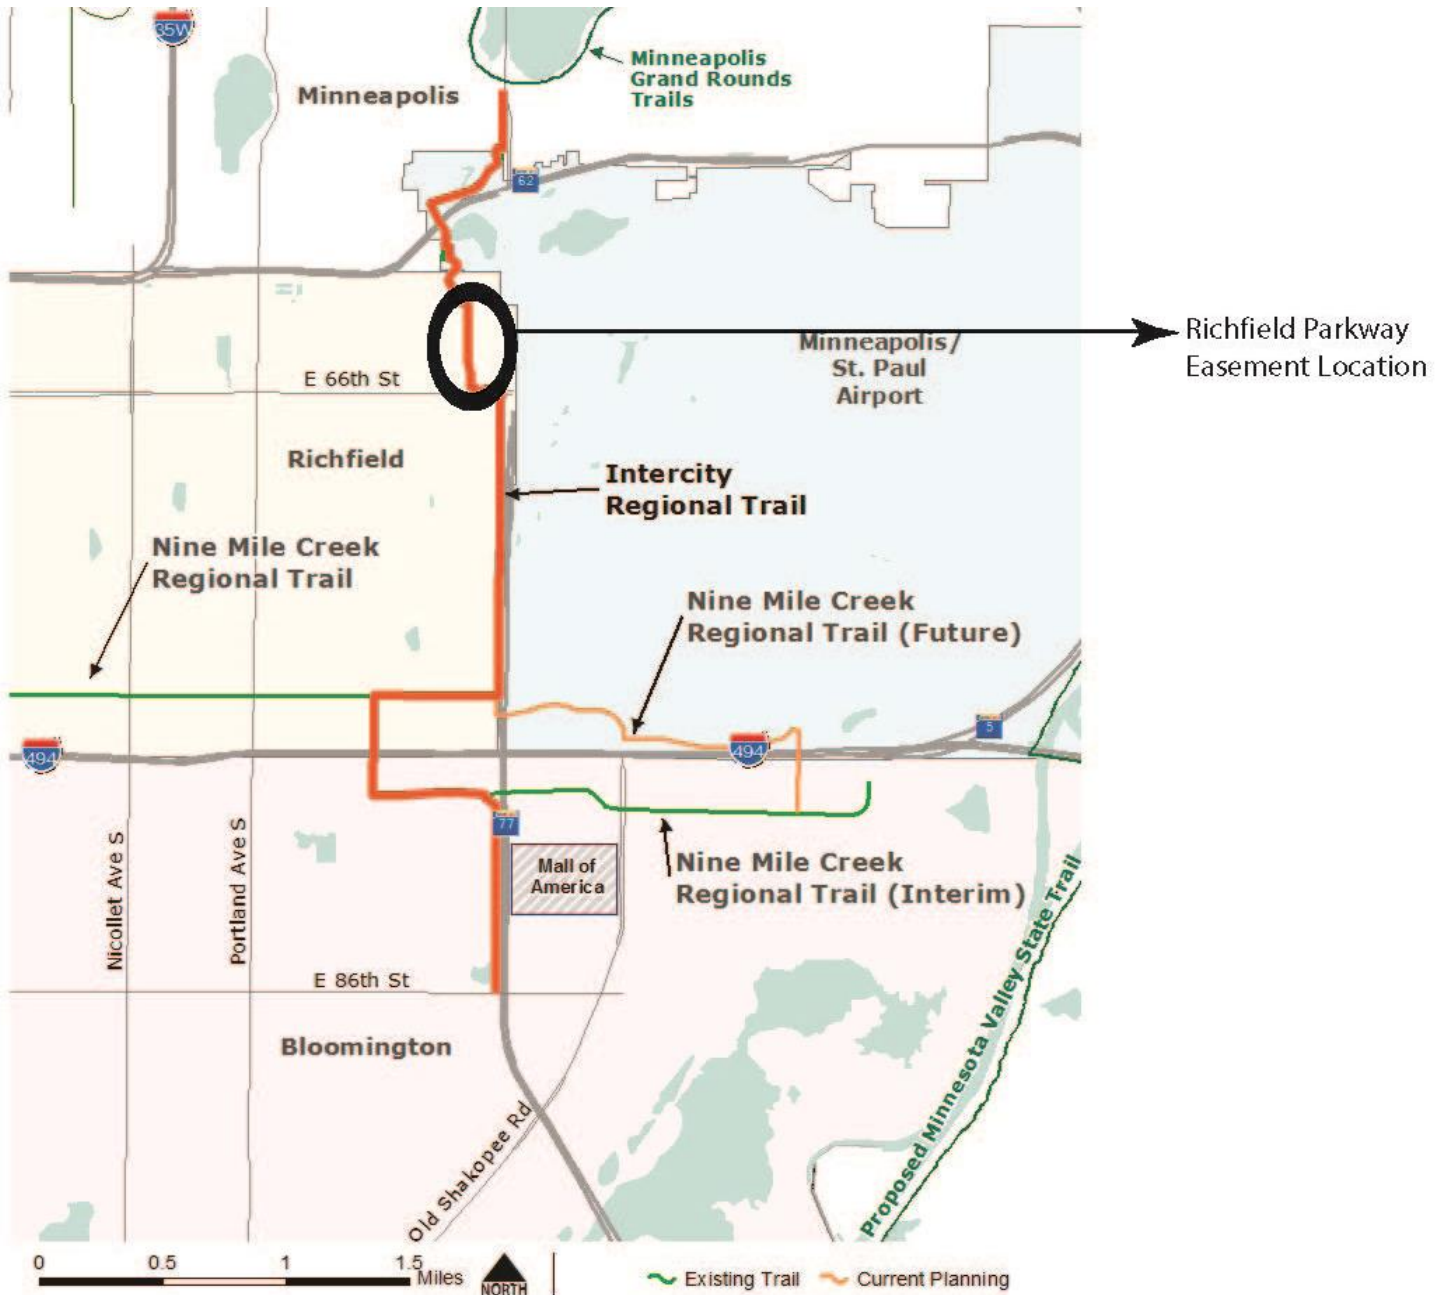 35W
Minneapolis
Grand Rounds
Trails
Minneapolis
62
Richfield Parkway
Easement Location
Minneapolis/
St. Paul
Airport
E 66th St
Richfield
Intercity
Regional Trail
Nine Mile Creek
Regional Trail
Nine Mile Creek
Regional Trail (Future)
5
494
494
77
Nicollet Ave S
Portland Ave S
Mall of
America
Nine Mile Creek
Regional Trail (Interim)
E 86th St
Bloomington
Old Shakopee Rd
Proposed Minnesota Valley State Trail
0 0.5 1 1.5 Miles
NORTH
Existing Trail
Current Planning